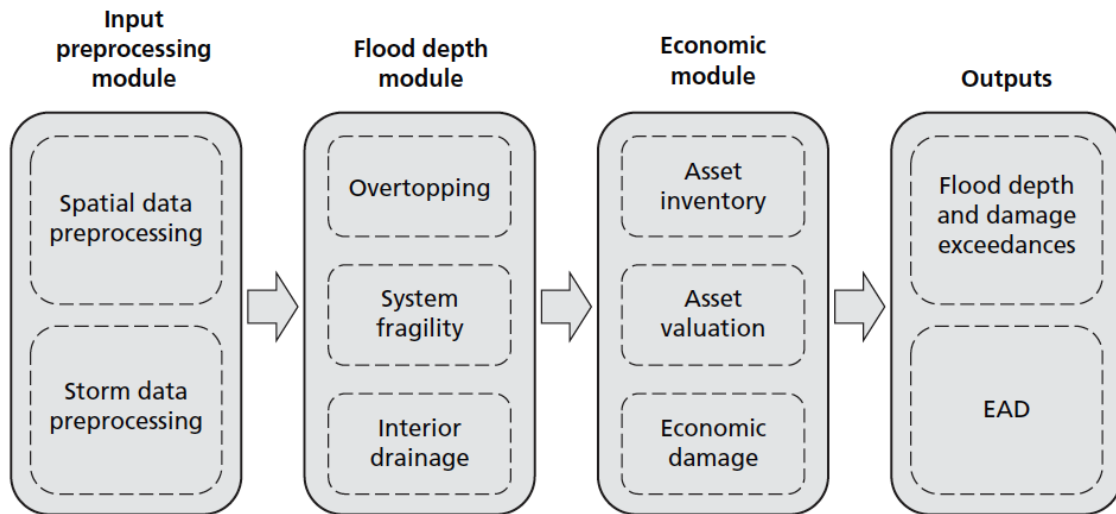 Input
preprocessing
module
Spatial data
preprocessing
Storm data
preprocessing
Flood depth
module
Overtopping
System
fragility
Interior
drainage
Economic
module
Asset
inventory
Asset
valuation
Economic
damage
Outputs
Flood depth
and damage
exceedances
EAD